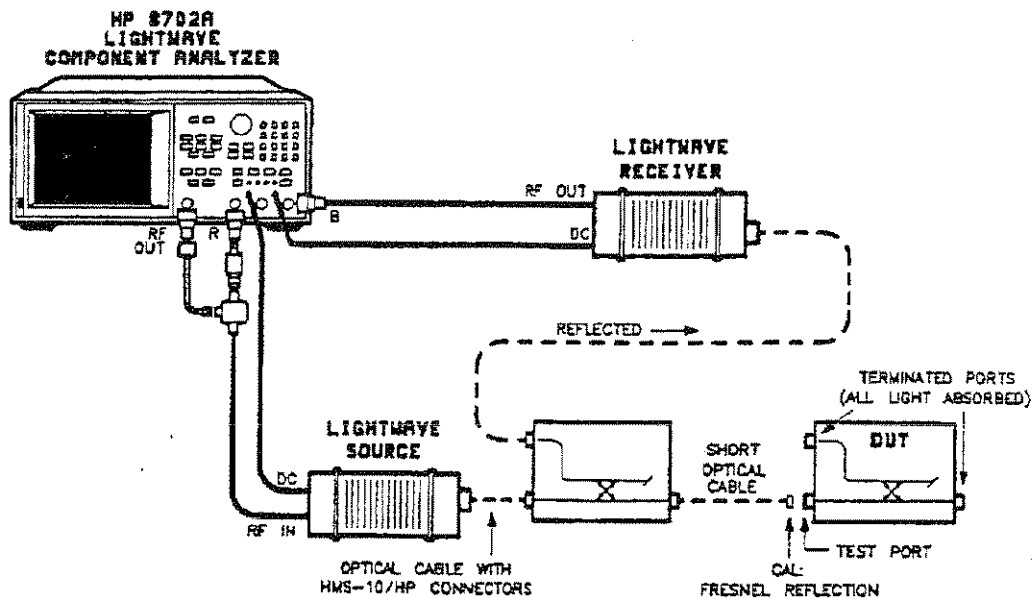 HP 8702A
LIGHTWAVE
COMPONENT ANALYZER
LIGHTWAVE
RECEIVER
RF OUT
B
RF
OUT
R
DC
REFLECTED
TERMINATED PORTS
(ALL LIGHT ABSORBED)
LIGHTWAVE
SOURCE
DUT
SHORT
OPTICAL
CABLE
DC
RF IN
TEST PORT
OPTICAL CABLE WITH
HMS-10/HP CONNECTORS
CAL:
FRESNEL REFLECTION